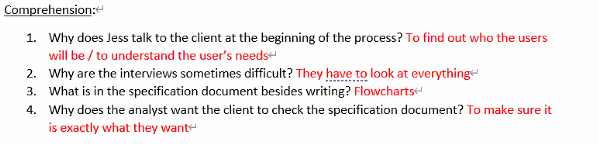 Comprehension:
1. Why does Jess talk to the client at the beginning of the process? To find out who the users
will be / to understand the user's needs
2. Why are the interviews sometimes difficult? They have to look at everything
3. What is in the specification document besides writing? Flowcharts
4. Why does the analyst want the client to check the specification document? To make sure it
is exactly what they want